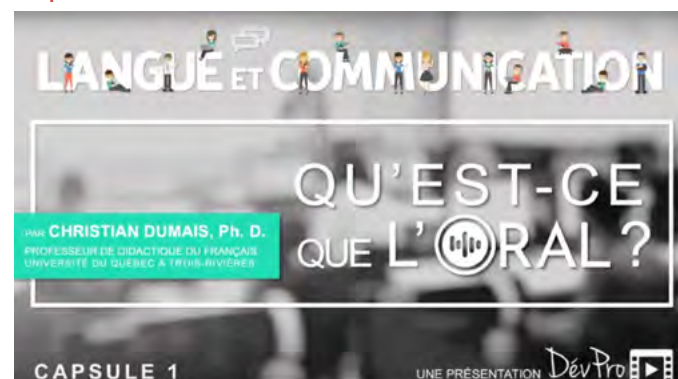 LANGUE ET COMMUNICATION
QU'EST-CE
QUE L'ORAL ?
PAR CHRISTIAN DUMAIS, Ph. D.
PROFESSEUR DE DIDACTIQUE DU FRANÇAIS
UNIVERSITÉ DU QUÉBEC À TROIS-RIVIÈRES
CAPSULE 1
UNE PRÉSENTATION DévPro